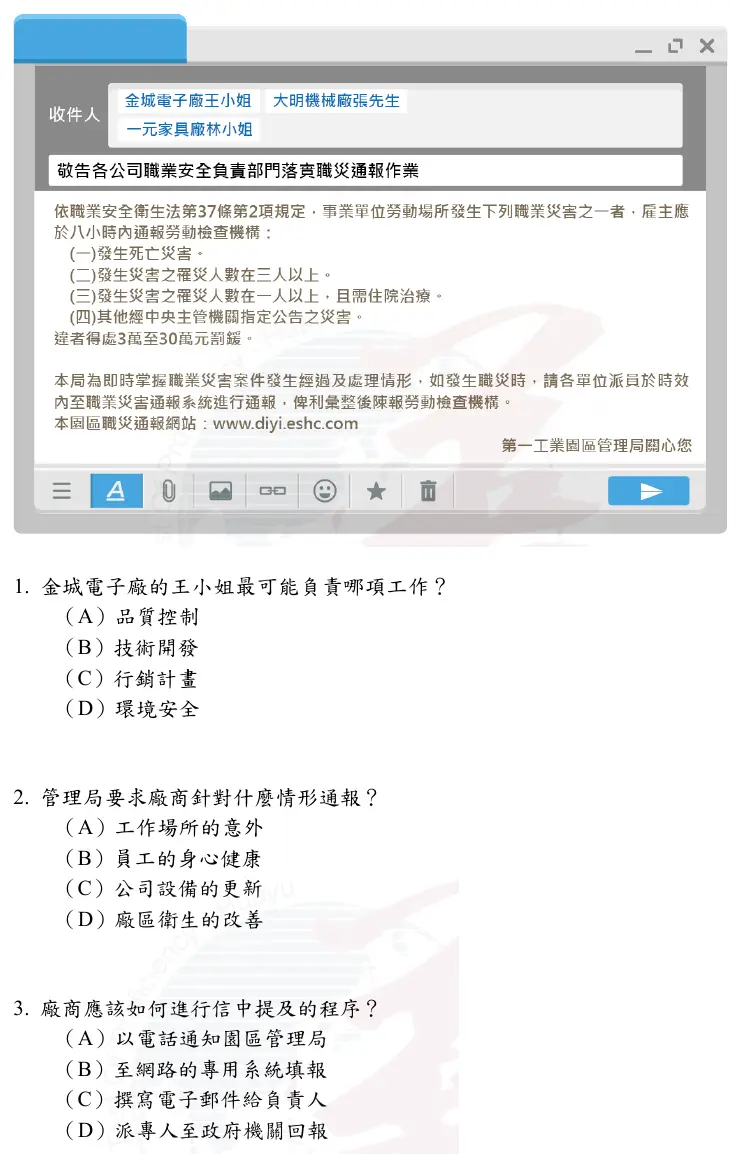 收件人
金城電子廠王小姐 大明機械廠張先生
一元家具廠林小姐
敬告各公司職業安全負責部門落實職災通報作業
依職業安全衛生法第37條第2項規定，事業單位勞動場所發生下列職業災害之一者，雇主應
於八小時內通報勞動檢查機構：
(一)發生死亡災害。
(二)發生災害之罹災人數在三人以上。
(三)發生災害之罹災人數在一人以上，且需住院治療。
(四)其他經中央主管機關指定公告之災害。
違者得處3萬至30萬元罰鍰。
本局為即時掌握職業災害案件發生經過及處理情形，如發生職災時，請各單位派員於時效
內至職業災害通報系統進行通報，俾利彙整後陳報勞動檢查機構。
本園區職災通報網站：www.diyi.eshc.com
第一工業園區管理局關心您
1. 金城電子廠的王小姐最可能負責哪項工作？
（A）品質控制
（B）技術開發
（C）行銷計畫
（D）環境安全
2. 管理局要求廠商針對什麼情形通報？
（A）工作場所的意外
（B）員工的身心健康
（C）公司設備的更新
（D）廠區衛生的改善
3. 廠商應該如何進行信中提及的程序？
（A）以電話通知園區管理局
（B）至網路的專用系統填報
（C）撰寫電子郵件給負責人
（D）派專人至政府機關回報